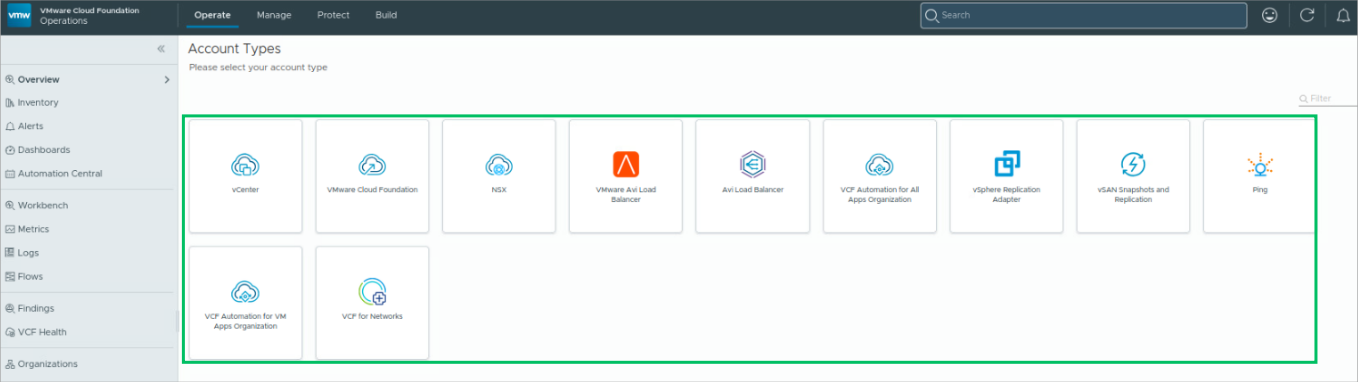 vmw
VMware Cloud Foundation
Operations
Operate
Manage
Protect
Build
Search
Account Types
Please select your account type
Overview
Inventory
Alerts
Dashboards
Automation Central
Workbench
Metrics
Logs
Flows
Findings
VCF Health
Organizations
Filter
vCenter
VMware Cloud Foundation
NSX
VMware Avi Load
Balancer
Avi Load Balancer
VCF Automation for All
Apps Organization
vSphere Replication
Adapter
vSAN Snapshots and
Replication
Ping
VCF Automation for VM
Apps Organization
VCF for Networks